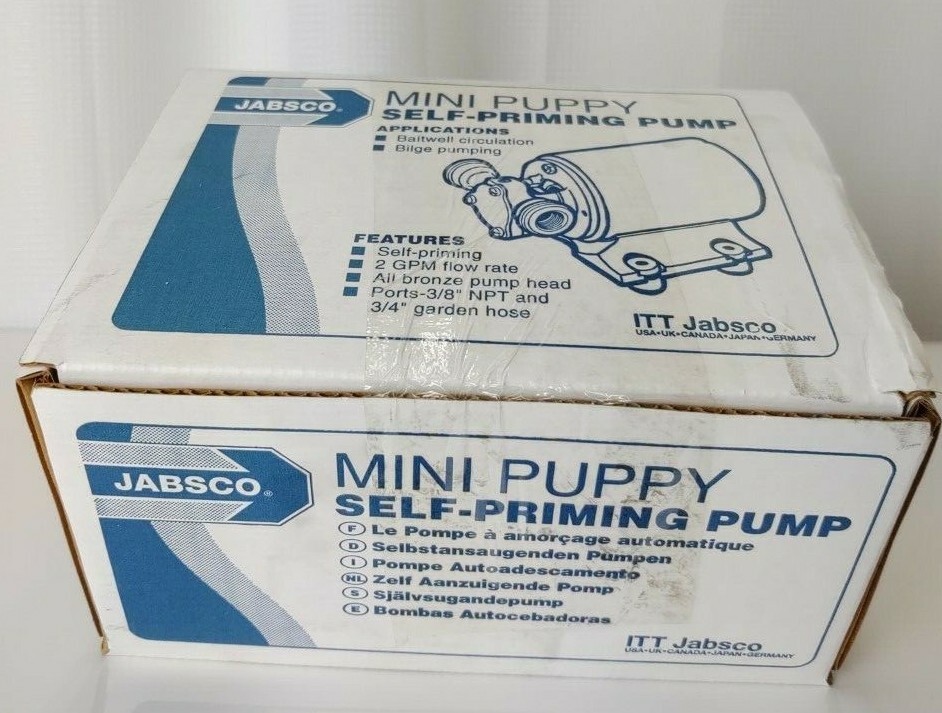 JABSCO®
MINI PUPPY
SELF-PRIMING PUMP
APPLICATIONS
Baitwell circulation
Bilge pumping
FEATURES
Self-priming
2 GPM flow rate
All bronze pump head
Ports-3/8" NPT and
3/4" garden hose
ITT Jabsco
USA•UK•CANADA•JAPAN•GERMANY
JABSCO®
MINI PUPPY
SELF-PRIMING PUMP
F Le Pompe à amorçage automatique
D Selbstansaugenden Pumpen
I Pompe Autoadescamento
NL Zelf Aanzuigende Pomp
S Självsugandepump
E Bombas Autocebadoras
ITT Jabsco
USA•UK•CANADA•JAPAN•GERMANY